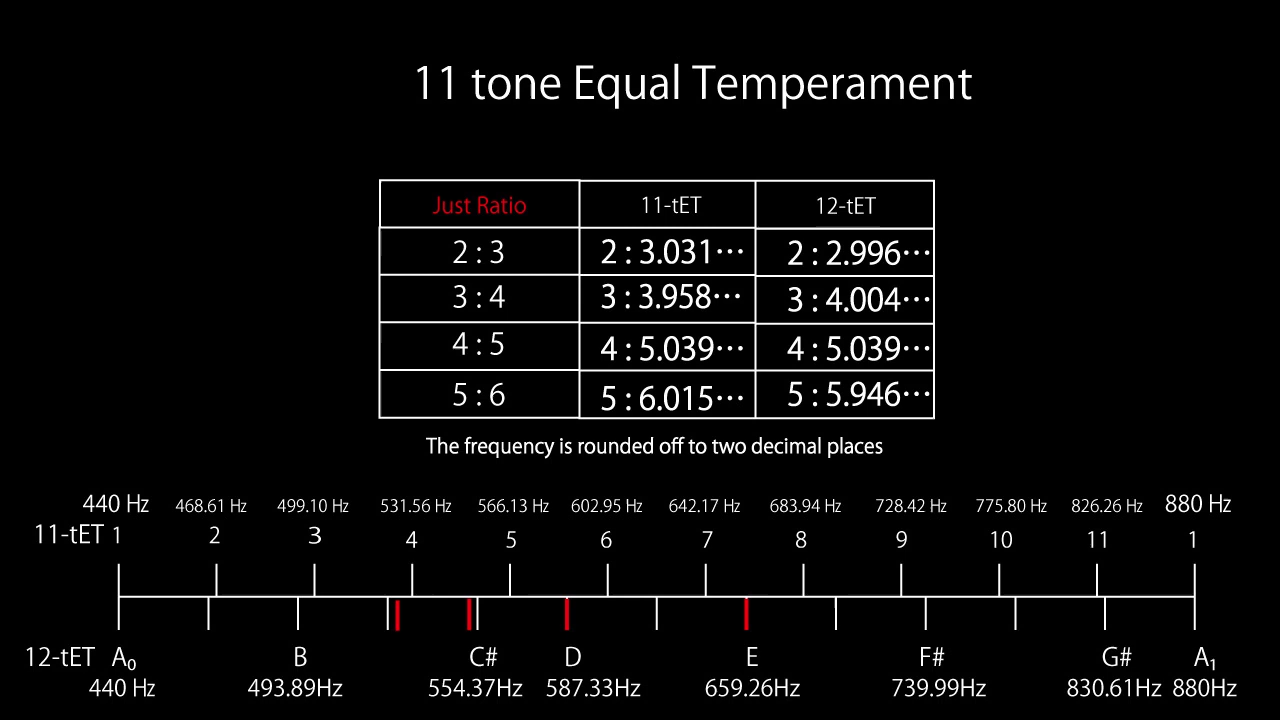 11 tone Equal Temperament
Just Ratio 11-tET 12-tET
2 : 3 2 : 3.031··· 2 : 2.996···
3 : 4 3 : 3.958··· 3 : 4.004···
4 : 5 4 : 5.039··· 4 : 5.039···
5 : 6 5 : 6.015··· 5 : 5.946···
The frequency is rounded off to two decimal places
440 Hz 468.61 Hz 499.10 Hz 531.56 Hz 566.13 Hz 602.95 Hz 642.17 Hz 683.94 Hz 728.42 Hz 775.80 Hz 826.26 Hz 880 Hz
11-tET 1 2 3 4 5 6 7 8 9 10 11 1
12-tET A₀ B C# D E F# G# A₁
440 Hz 493.89Hz 554.37Hz 587.33Hz 659.26Hz 739.99Hz 830.61Hz 880Hz